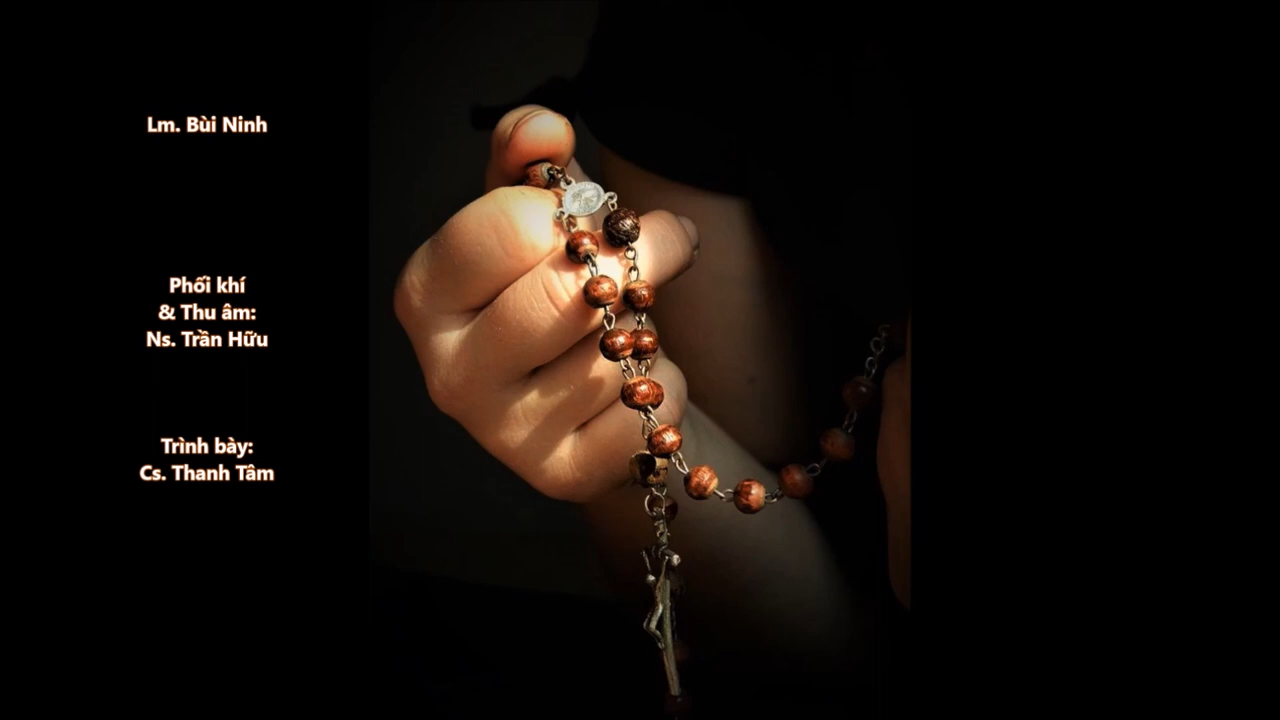 Lm. Bùi Ninh
Phối khí
& Thu âm:
Ns. Trần Hữu
Trình bày:
Cs. Thanh Tâm